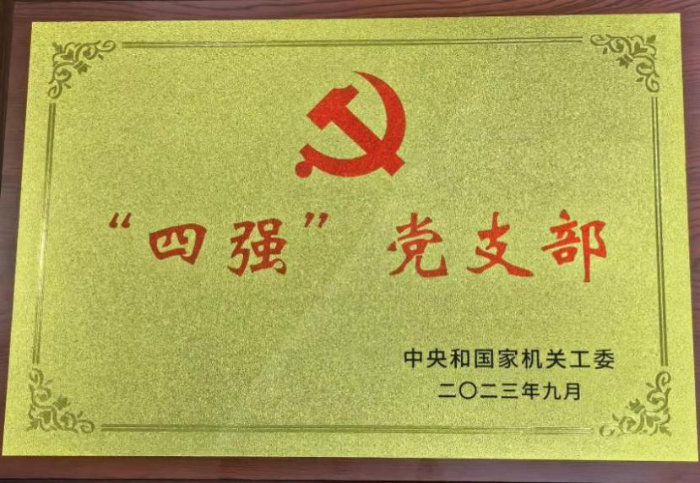 “四强”党支部
中央和国家机关工委
二〇二三年九月